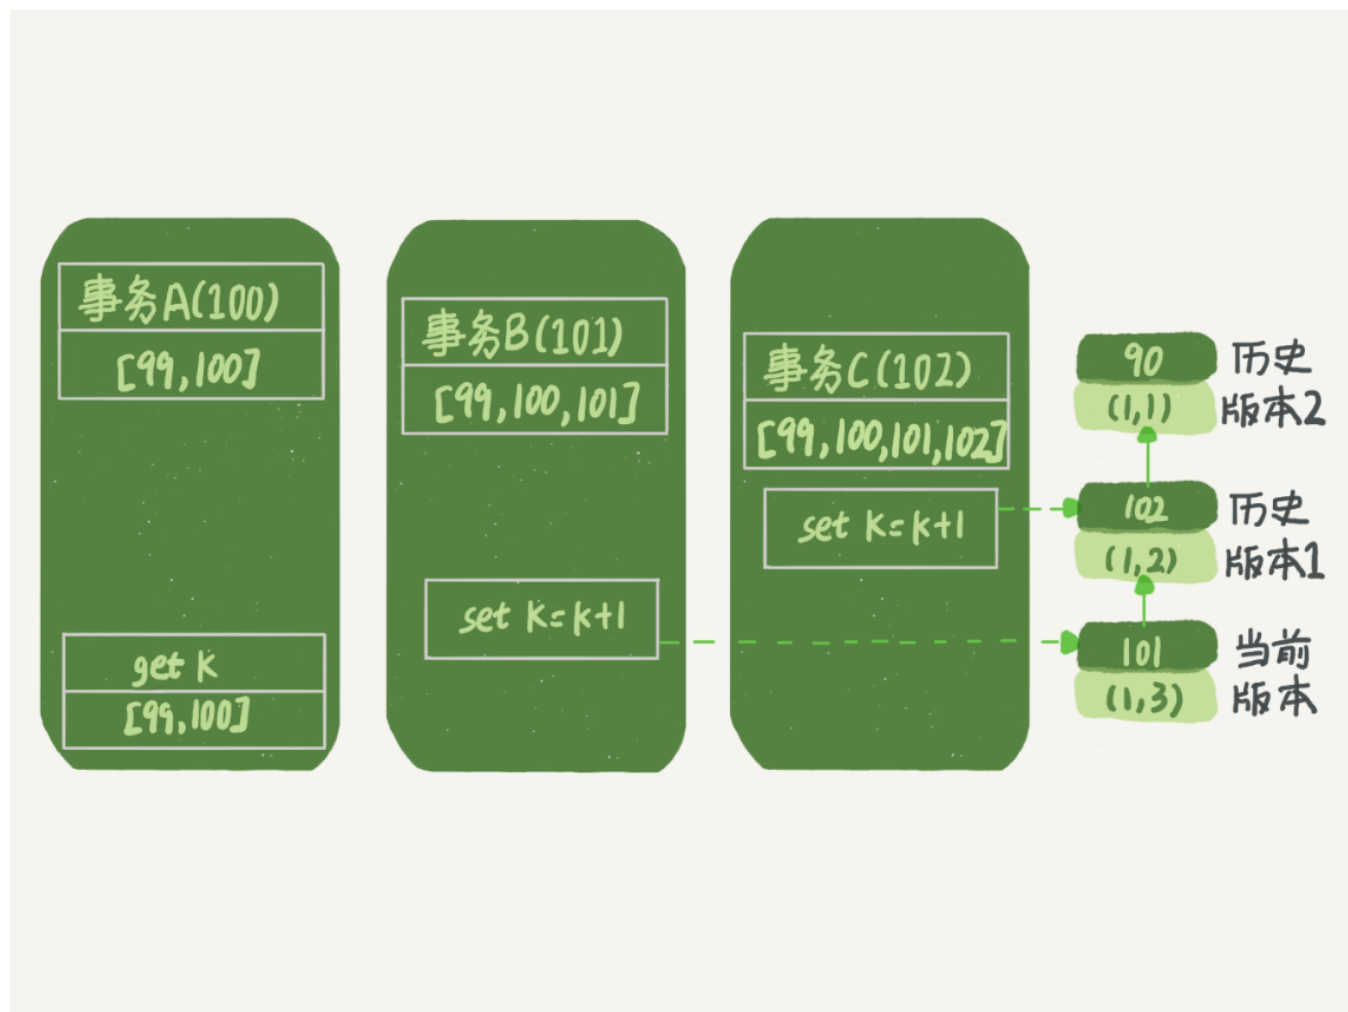 事务A(100)
[99,100]
get k
[99,100]
事务B(101)
[99,100,101]
set k=k+1
事务C(102)
[99,100,101,102]
set k=k+1
90
(1,1)
历史
版本2
102
(1,2)
历史
版本1
101
(1,3)
当前
版本